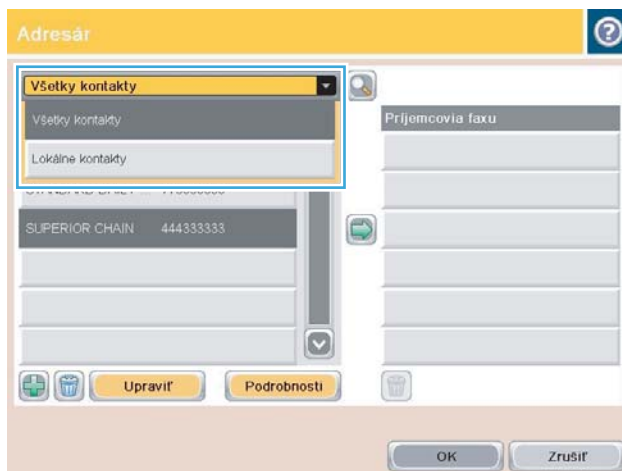 Adresár
?
Všetky kontakty
Všetky kontakty
Lokálne kontakty
SUPERIOR CHAIN 444333333
Príjemcovia faxu
Upraviť
Podrobnosti
OK
Zrušiť